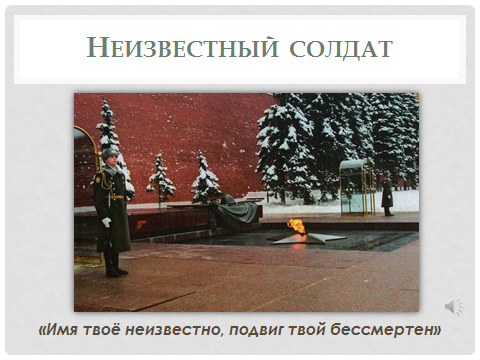 Неизвестный солдат
«Имя твоё неизвестно, подвиг твой бессмертен»